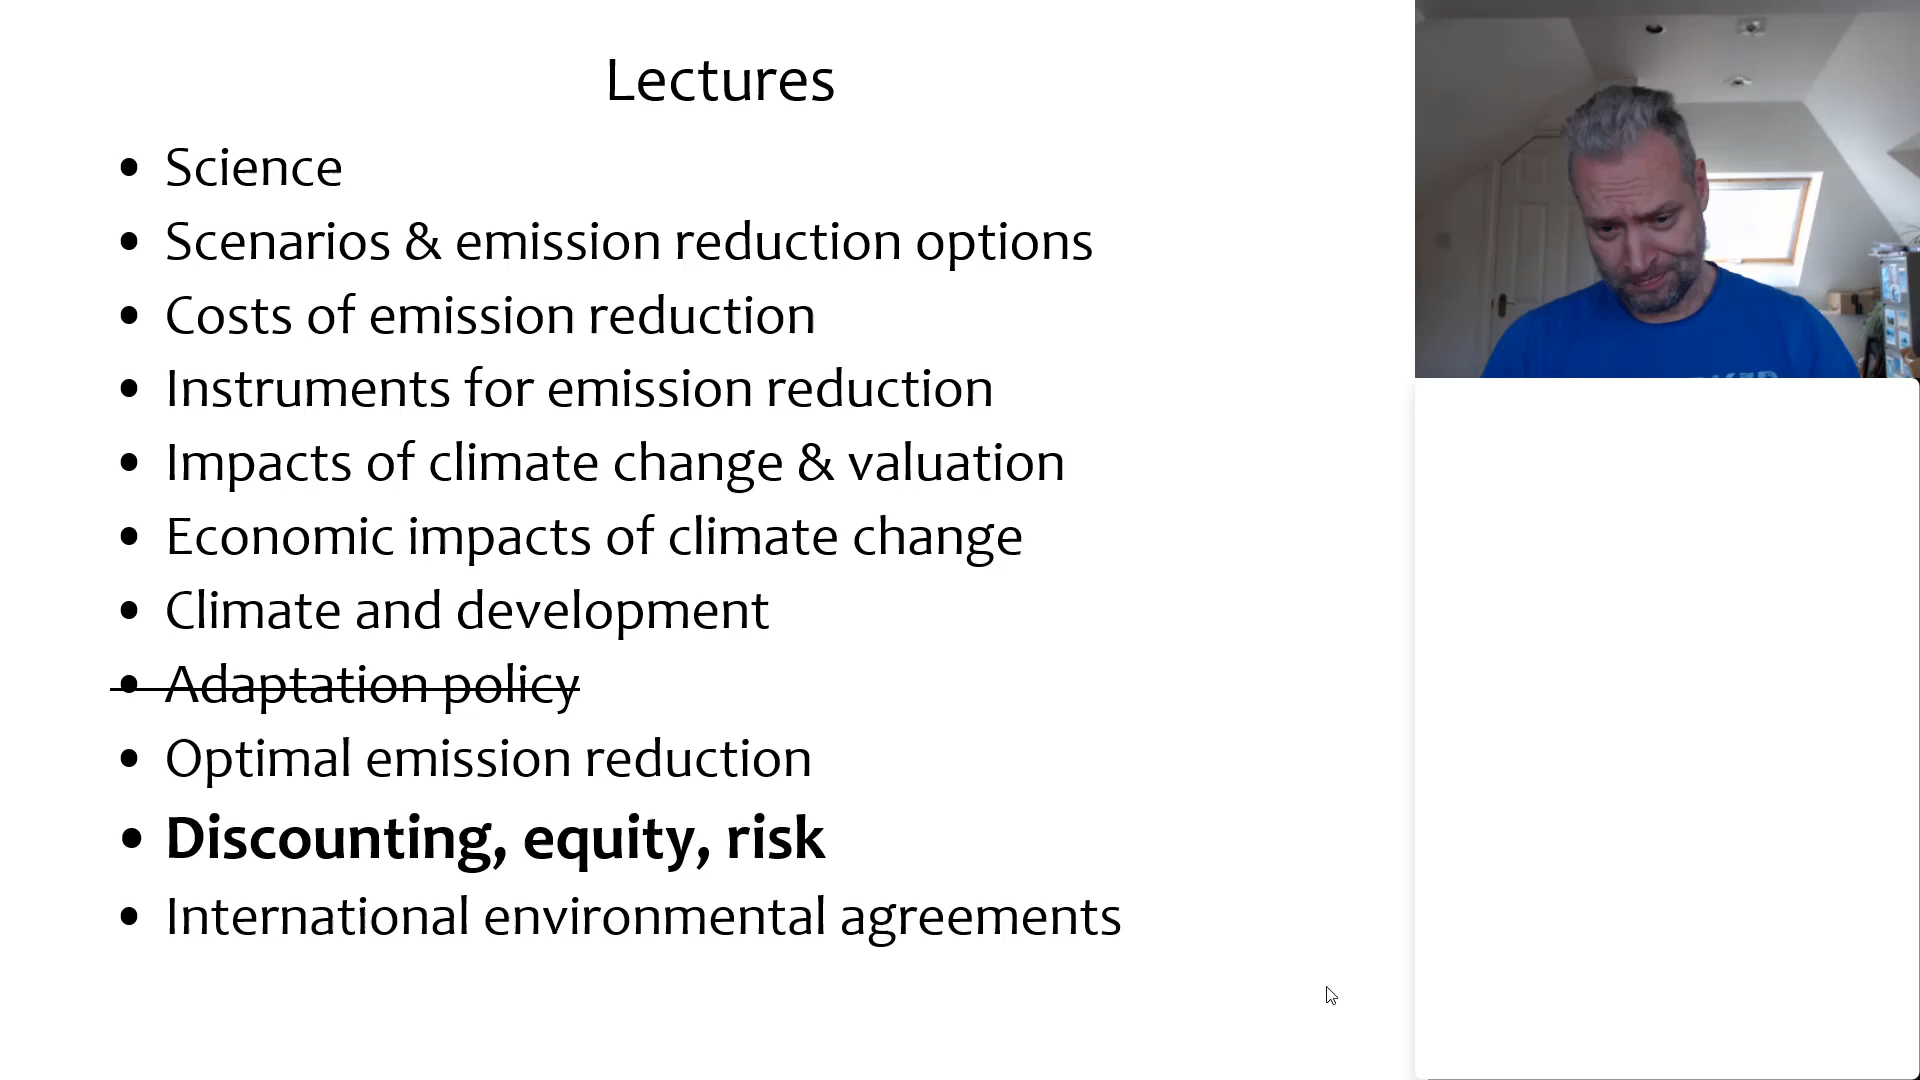 Lectures
• Science
• Scenarios & emission reduction options
• Costs of emission reduction
• Instruments for emission reduction
• Impacts of climate change & valuation
• Economic impacts of climate change
• Climate and development
• Adaptation policy
• Optimal emission reduction
• Discounting, equity, risk
• International environmental agreements